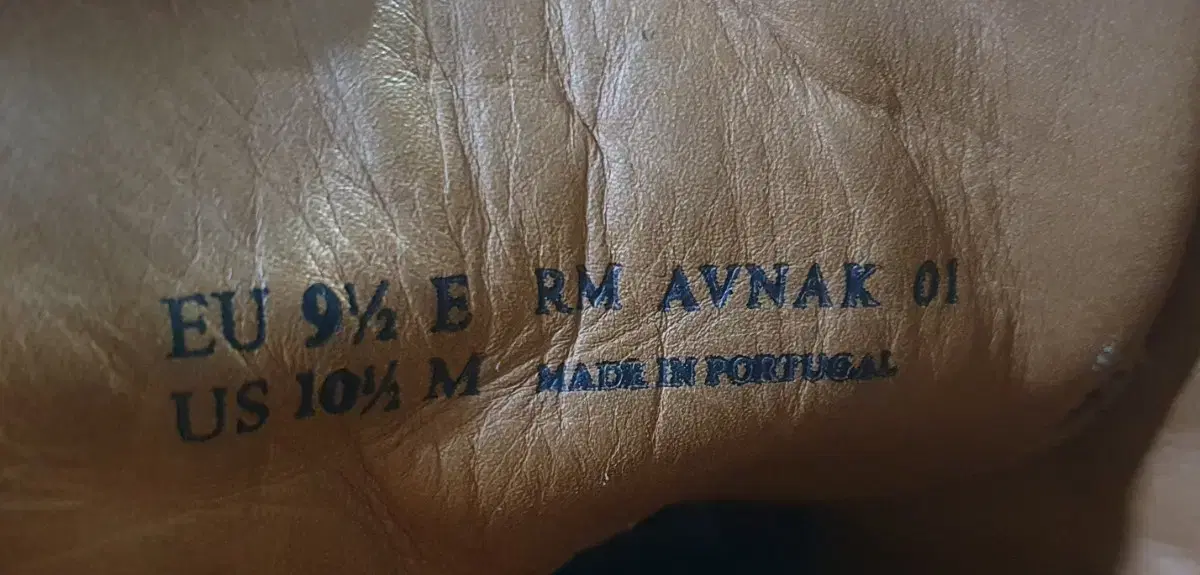 EU 9½ E RM AVNAK 01
US 10½ M MADE IN PORTUGAL